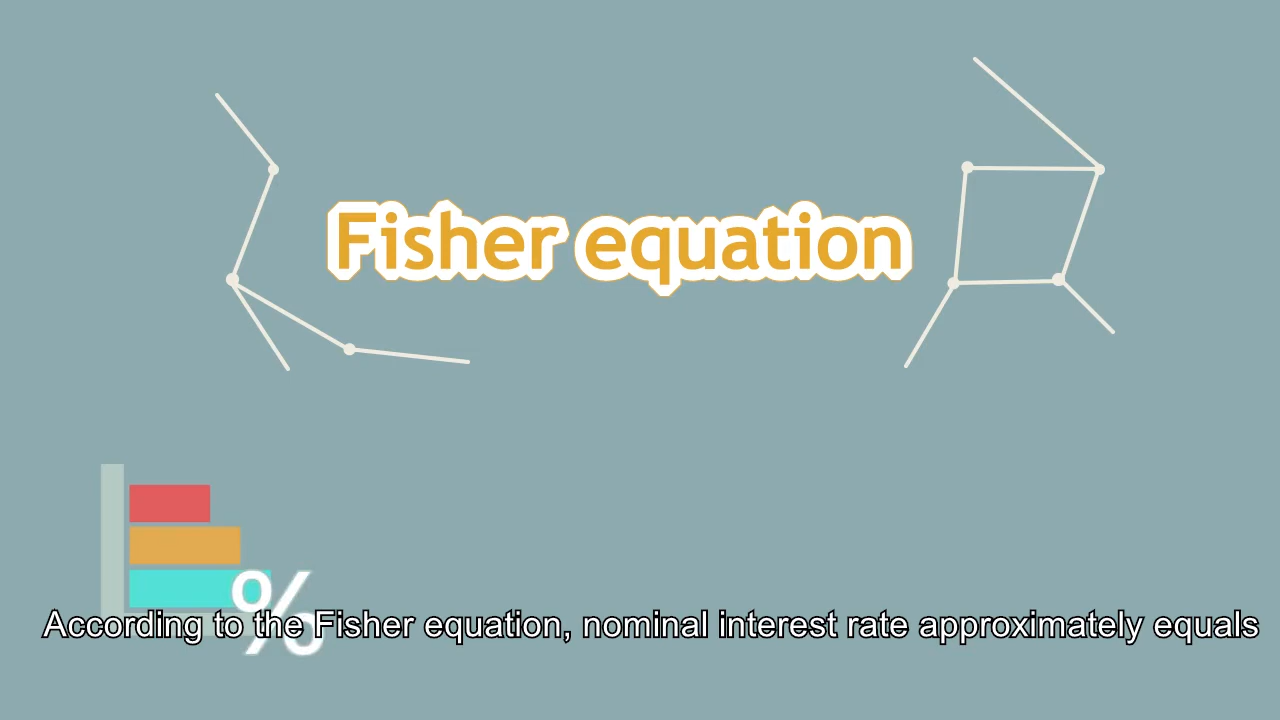 Fisher equation
%
According to the Fisher equation, nominal interest rate approximately equals